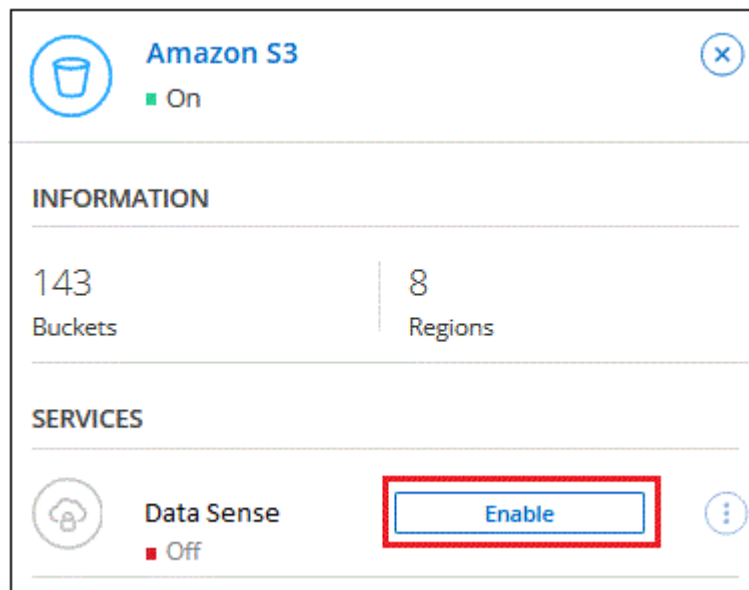 Amazon S3
On
INFORMATION
143
Buckets
8
Regions
SERVICES
Data Sense
Off
Enable